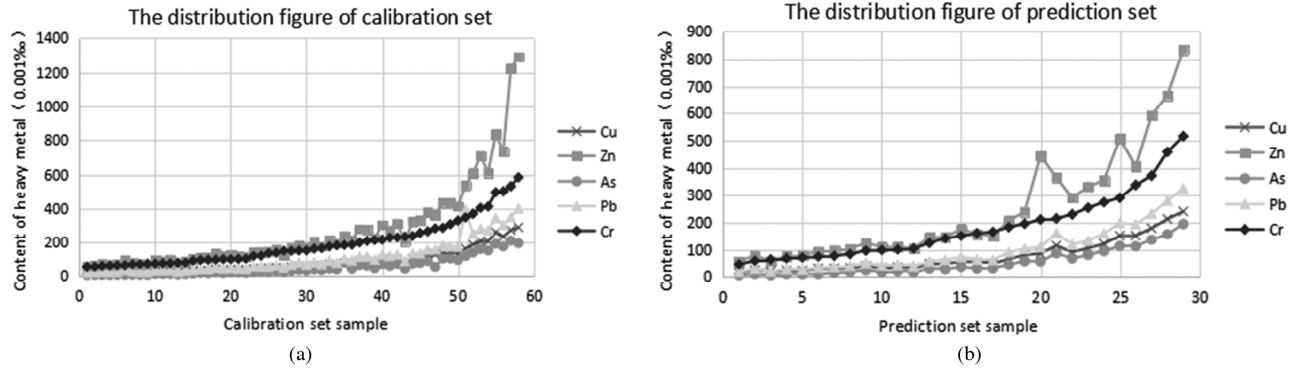 The distribution figure of calibration set
Content of heavy metal（0.001‰）
1400
1200
1000
800
600
400
200
0
0 10 20 30 40 50 60
Calibration set sample
Cu
Zn
As
Pb
Cr
(a)
The distribution figure of prediction set
Content of heavy metal（0.001‰）
900
800
700
600
500
400
300
200
100
0
0 5 10 15 20 25 30
Prediction set sample
Cu
Zn
As
Pb
Cr
(b)